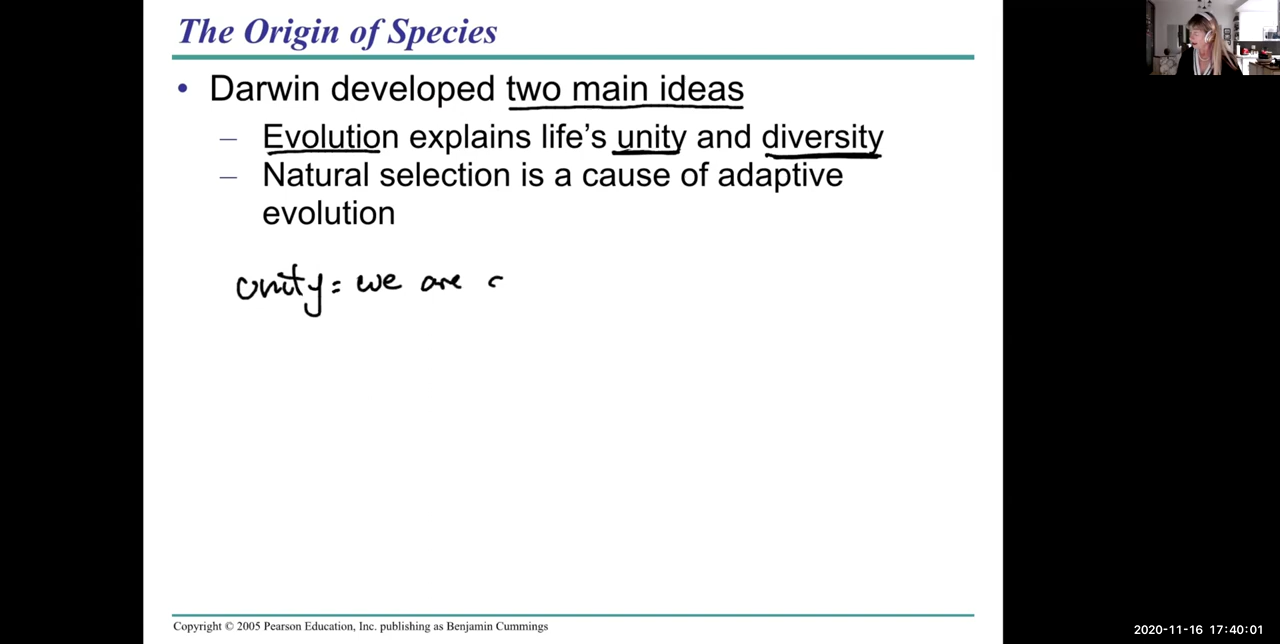 The Origin of Species
• Darwin developed two main ideas
– Evolution explains life's unity and diversity
– Natural selection is a cause of adaptive
evolution
unity = we are
Copyright © 2005 Pearson Education, Inc. publishing as Benjamin Cummings
2020-11-16 17:40:01